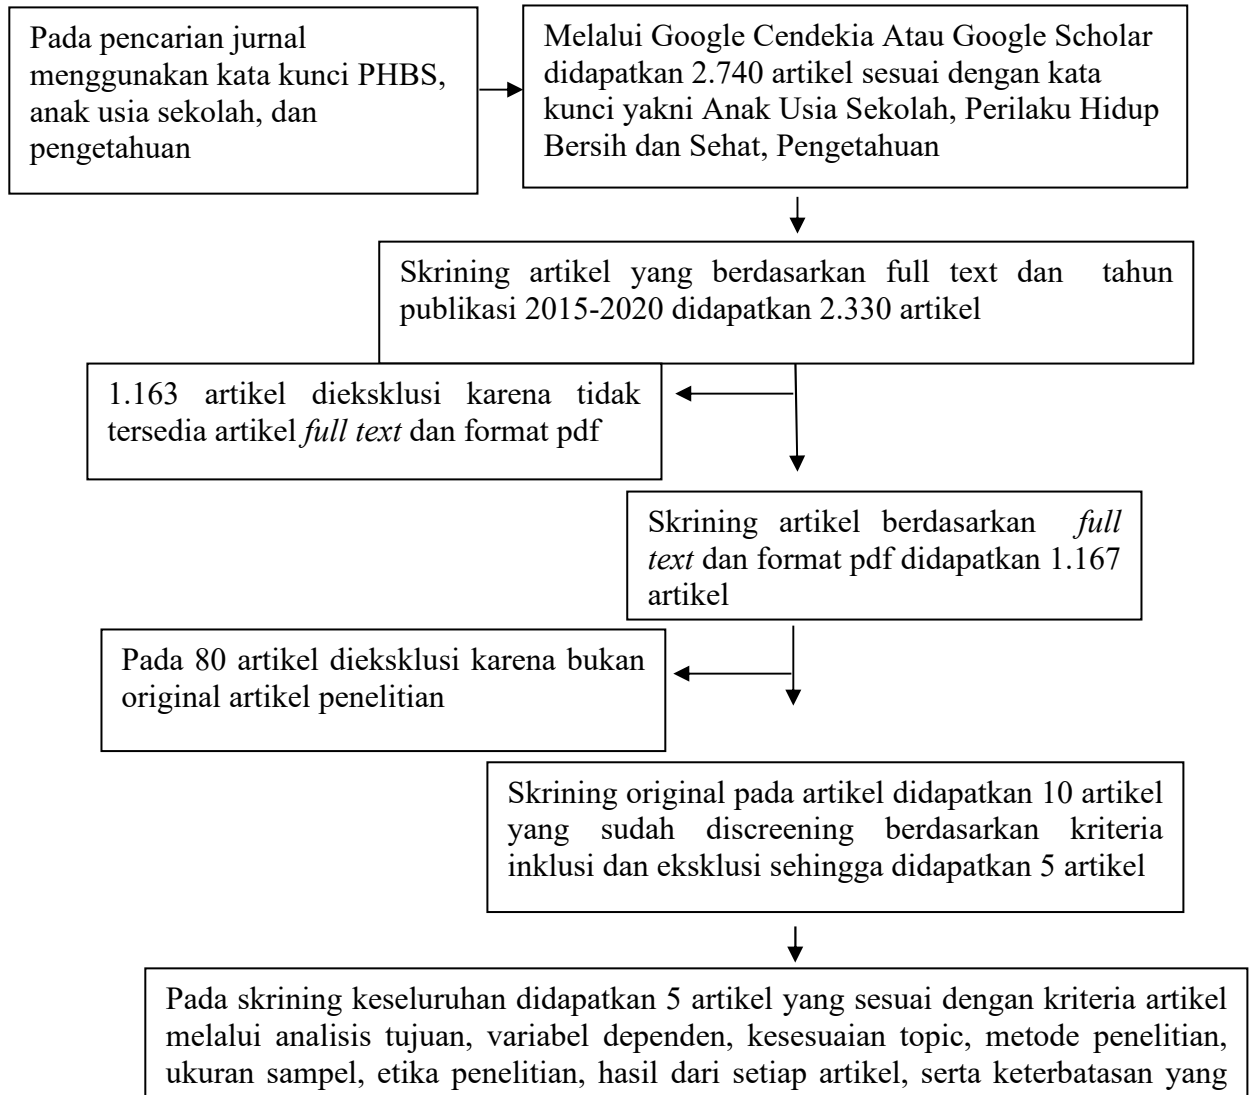 Pada pencarian jurnal
menggunakan kata kunci PHBS,
anak usia sekolah, dan
pengetahuan
Melalui Google Cendekia Atau Google Scholar
didapatkan 2.740 artikel sesuai dengan kata
kunci yakni Anak Usia Sekolah, Perilaku Hidup
Bersih dan Sehat, Pengetahuan
Skrining artikel yang berdasarkan full text dan tahun
publikasi 2015-2020 didapatkan 2.330 artikel
1.163 artikel dieksklusi karena tidak
tersedia artikel full text dan format pdf
Skrining artikel berdasarkan full
text dan format pdf didapatkan 1.167
artikel
Pada 80 artikel dieksklusi karena bukan
original artikel penelitian
Skrining original pada artikel didapatkan 10 artikel
yang sudah discreening berdasarkan kriteria
inklusi dan eksklusi sehingga didapatkan 5 artikel
Pada skrining keseluruhan didapatkan 5 artikel yang sesuai dengan kriteria artikel
melalui analisis tujuan, variabel dependen, kesesuaian topic, metode penelitian,
ukuran sampel, etika penelitian, hasil dari setiap artikel, serta keterbatasan yang